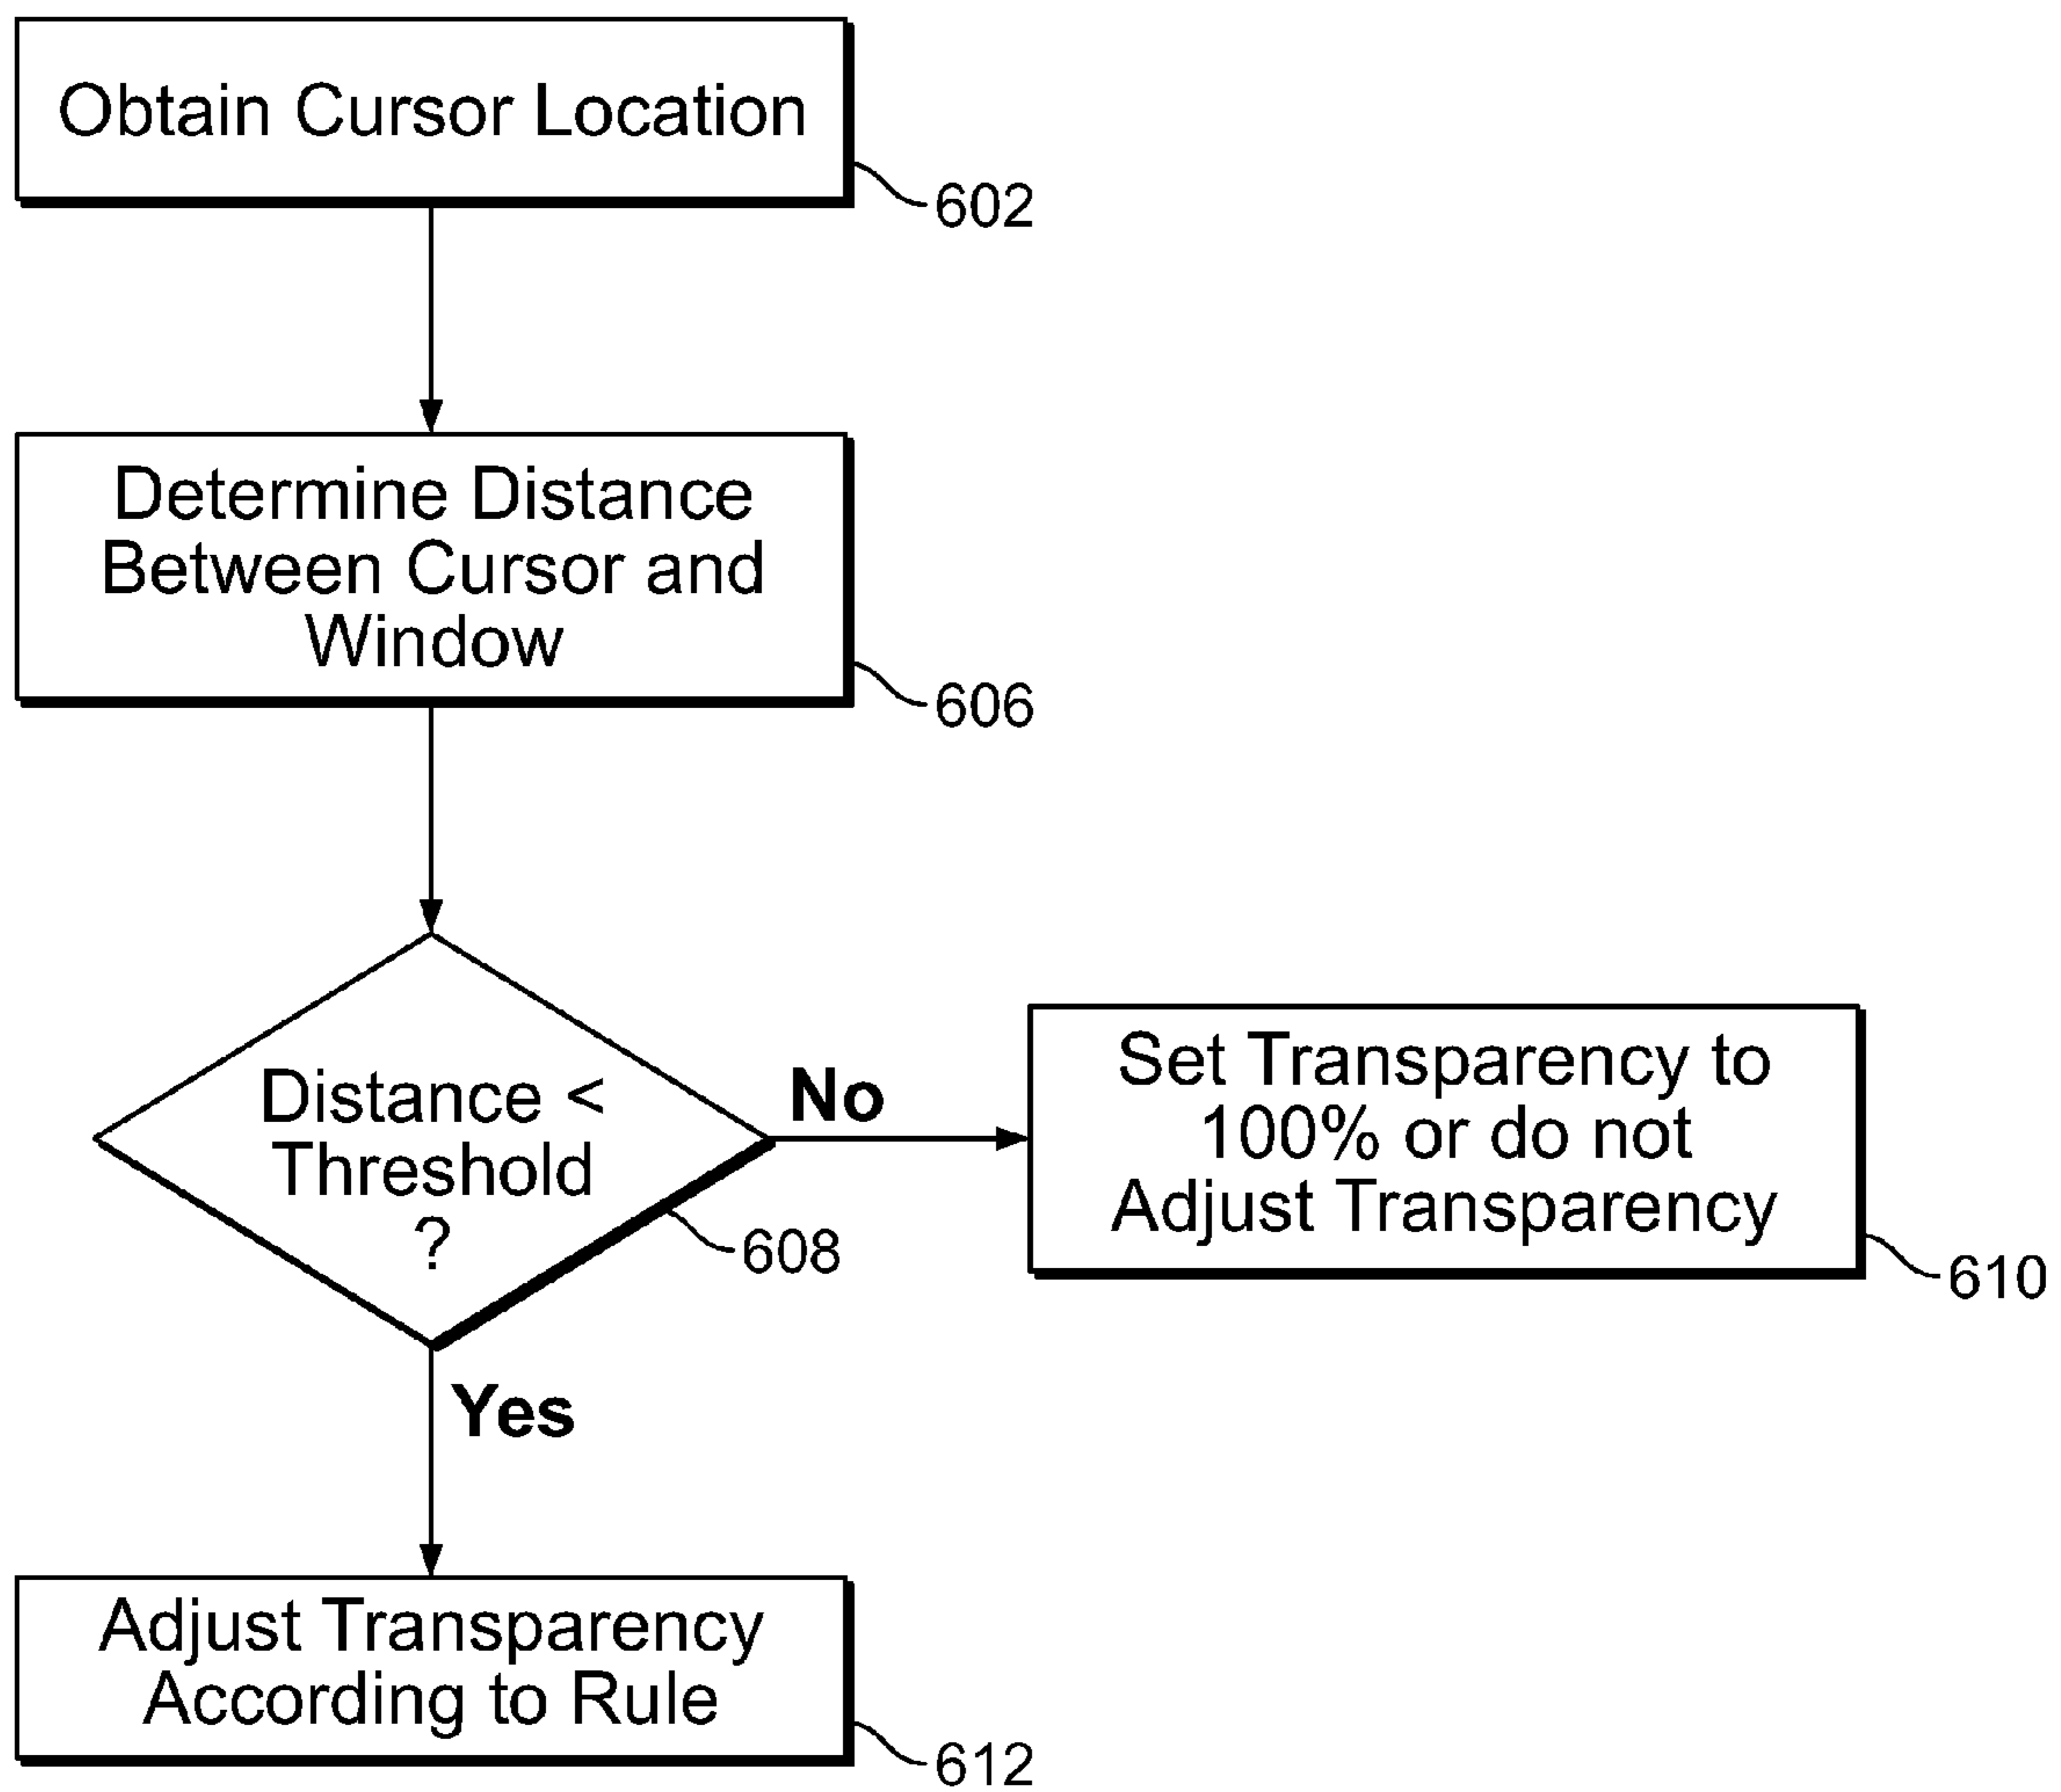 Obtain Cursor Location
602
Determine Distance
Between Cursor and
Window
606
Distance <
Threshold
?
608
No
Set Transparency to
100% or do not
Adjust Transparency
610
Yes
Adjust Transparency
According to Rule
612